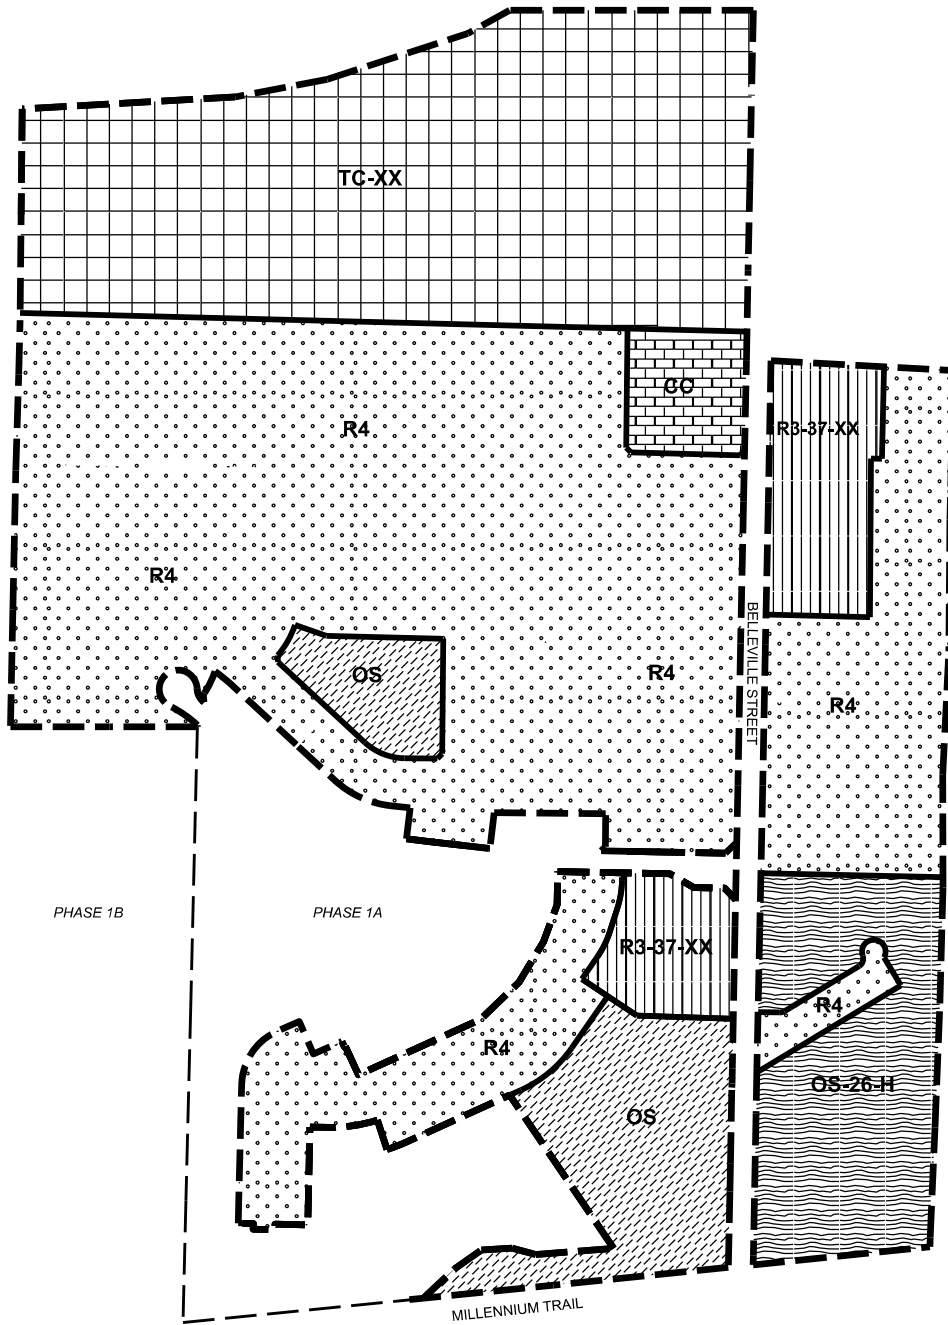 TC-XX
CC
R3-37-XX
R4
R4
BELLEVILLE STREET
OS
R4
R4
PHASE 1B
PHASE 1A
R3-37-XX
R4
R4
OS-26-H
OS
MILLENNIUM TRAIL